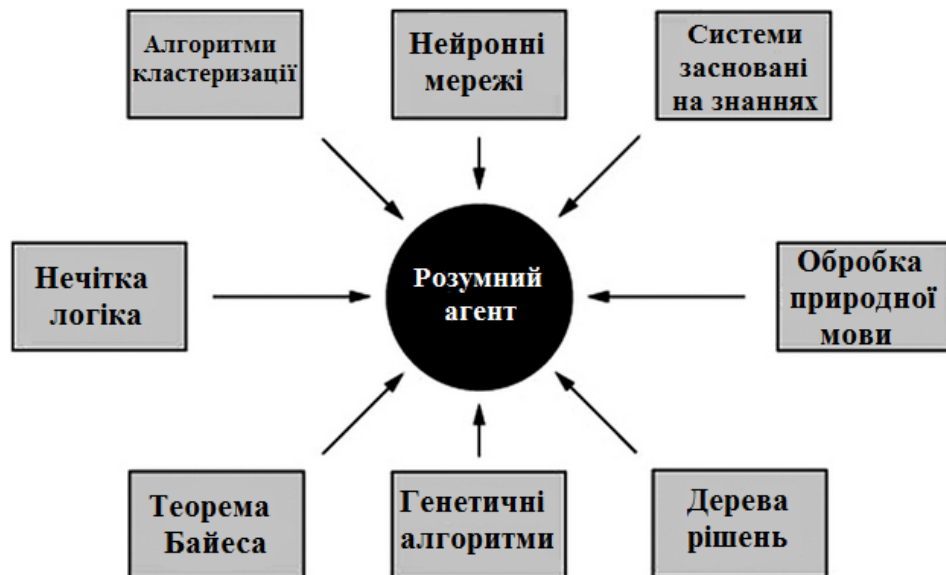 Алгоритми
кластеризації
Нейронні
мережі
Системи
засновані
на знаннях
Нечітка
логіка
Розумний
агент
Обробка
природної
мови
Теорема
Байеса
Генетичні
алгоритми
Дерева
рішень